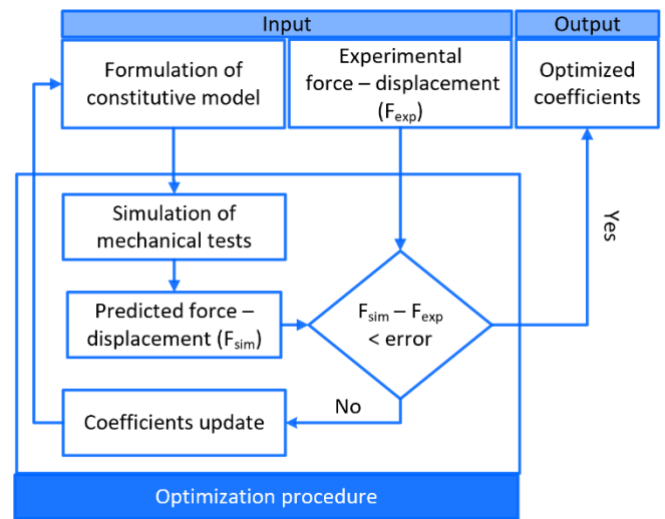 Input
Output
Formulation of
constitutive model
Experimental
force – displacement
(Fexp)
Optimized
coefficients
Simulation of
mechanical tests
Predicted force –
displacement (Fsim)
Fsim – Fexp
< error
Yes
No
Coefficients update
Optimization procedure